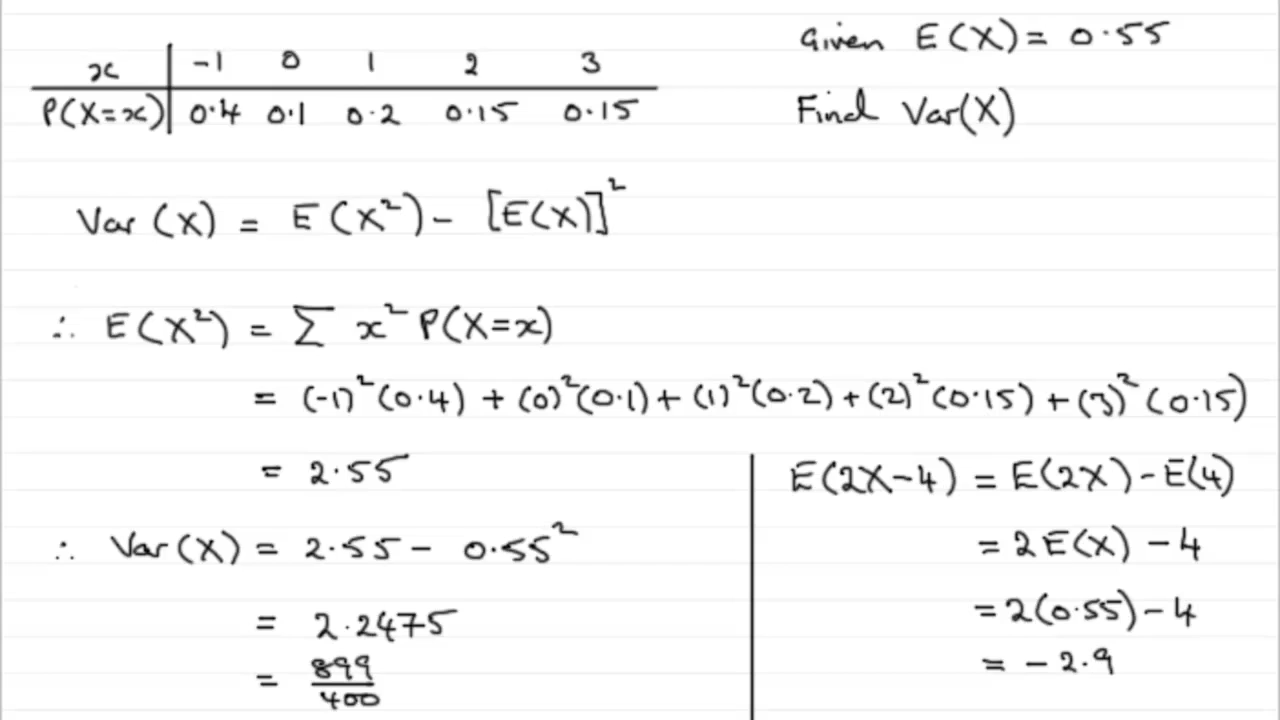 x | -1 0 1 2 3
P(X=x) | 0.4 0.1 0.2 0.15 0.15
Given E(X) = 0.55
Find Var(X)
Var(X) = E(X²) - [E(X)]²
∴ E(X²) = Σ x² P(X=x)
= (-1)²(0.4) + (0)²(0.1) + (1)²(0.2) + (2)²(0.15) + (3)²(0.15)
= 2.55
∴ Var(X) = 2.55 - 0.55²
= 2.2475
= 899/400
E(2X-4) = E(2X) - E(4)
= 2E(X) - 4
= 2(0.55) - 4
= -2.9